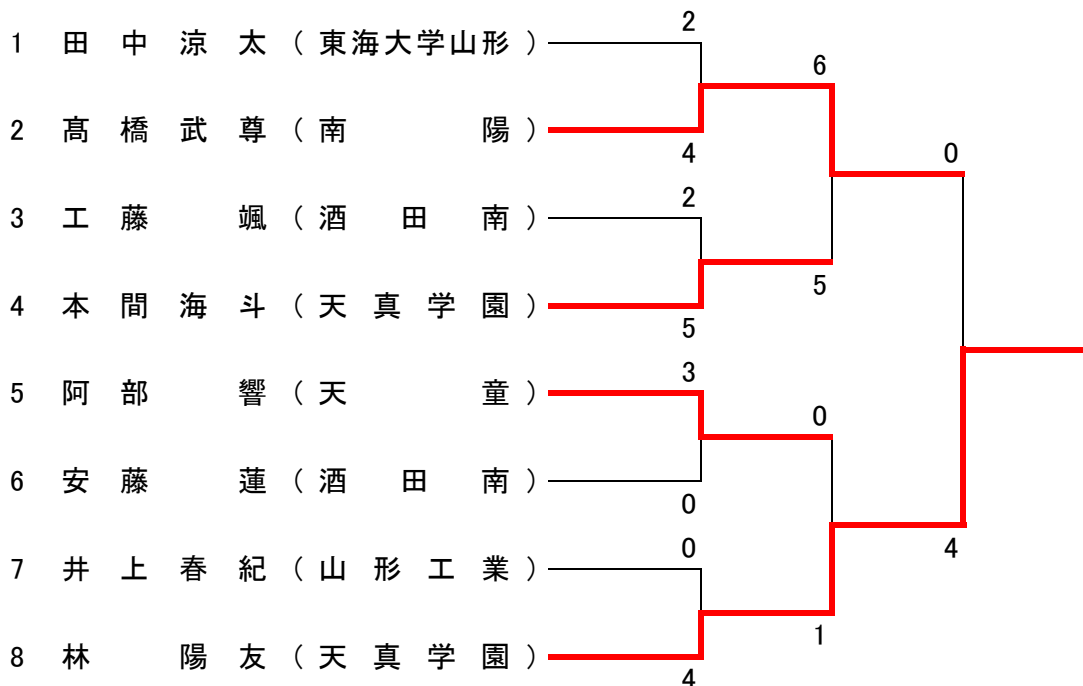 2
1 田中涼太（東海大学山形）
6
2 髙橋武尊（南陽）
4
0
2
3 工藤颯（酒田南）
5
4 本間海斗（天真学園）
5
3
5 阿部響（天童）
0
6 安藤蓮（酒田南）
0
0
4
7 井上春紀（山形工業）
1
8 林陽友（天真学園）
4